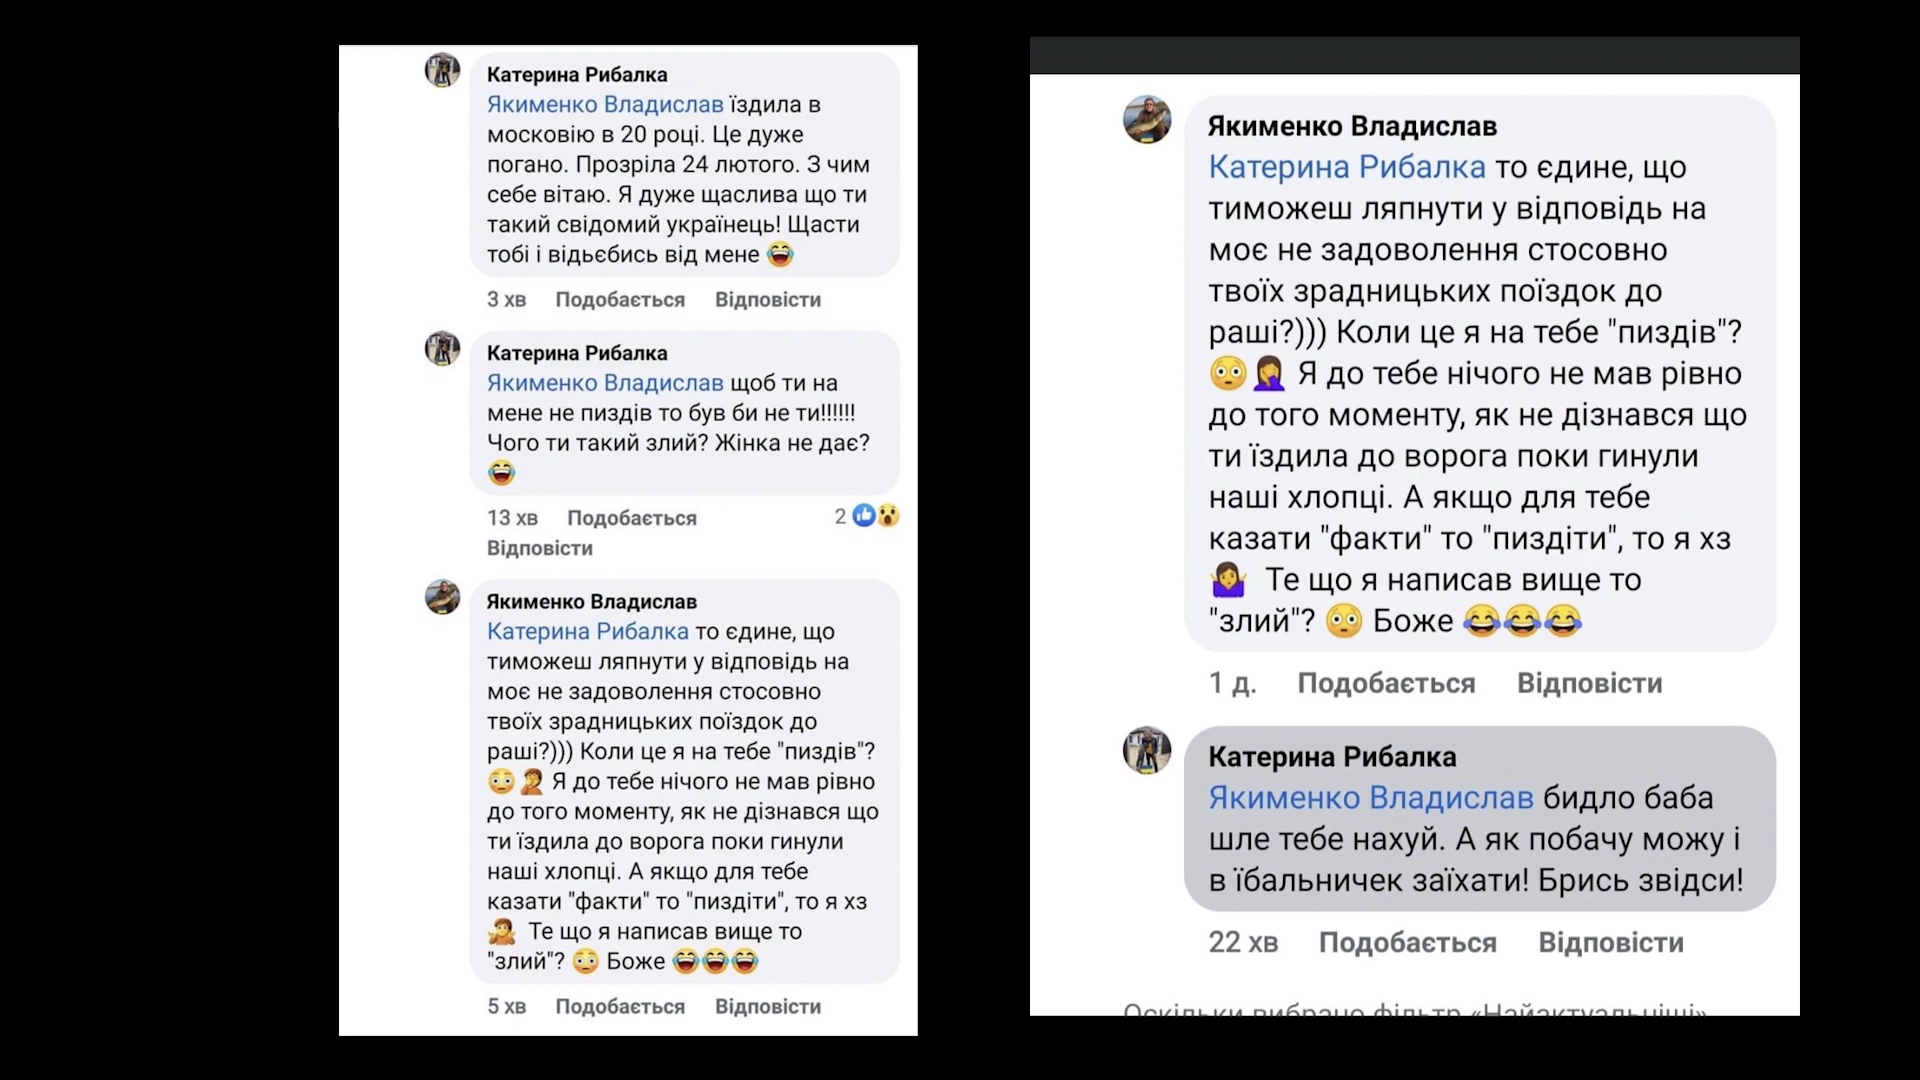 Катерина Рибалка
Якименко Владислав їздила в
московію в 20 році. Це дуже
погано. Прозріла 24 лютого. З чим
себе вітаю. Я дуже щаслива що ти
такий свідомий українець! Щасти
тобі і відьєбись від мене 😂
3 хв Подобається Відповісти
Катерина Рибалка
Якименко Владислав щоб ти на
мене не пиздів то був би не ти!!!!!!
Чого ти такий злий? Жінка не дає?
😂
13 хв Подобається 2
Відповісти
Якименко Владислав
Катерина Рибалка то єдине, що
тиможеш ляпнути у відповідь на
моє не задоволення стосовно
твоїх зрадницьких поїздок до
раші?))) Коли це я на тебе "пиздів"?
😳🤦 Я до тебе нічого не мав рівно
до того моменту, як не дізнався що
ти їздила до ворога поки гинули
наші хлопці. А якщо для тебе
казати "факти" то "пиздіти", то я хз
🤷 Те що я написав вище то
"злий"? 😳 Боже 😂😂😂
5 хв Подобається Відповісти
Якименко Владислав
Катерина Рибалка то єдине, що
тиможеш ляпнути у відповідь на
моє не задоволення стосовно
твоїх зрадницьких поїздок до
раші?))) Коли це я на тебе "пиздів"?
😳🤦‍♀️ Я до тебе нічого не мав рівно
до того моменту, як не дізнався що
ти їздила до ворога поки гинули
наші хлопці. А якщо для тебе
казати "факти" то "пиздіти", то я хз
🤷‍♀️ Те що я написав вище то
"злий"? 😳 Боже 😂😂😂
1 д. Подобається Відповісти
Катерина Рибалка
Якименко Владислав бидло баба
шле тебе нахуй. А як побачу можу і
в їбальничек заїхати! Брись звідси!
22 хв Подобається Відповісти
Оскільки вибрано фільтр «Найактуальніші»